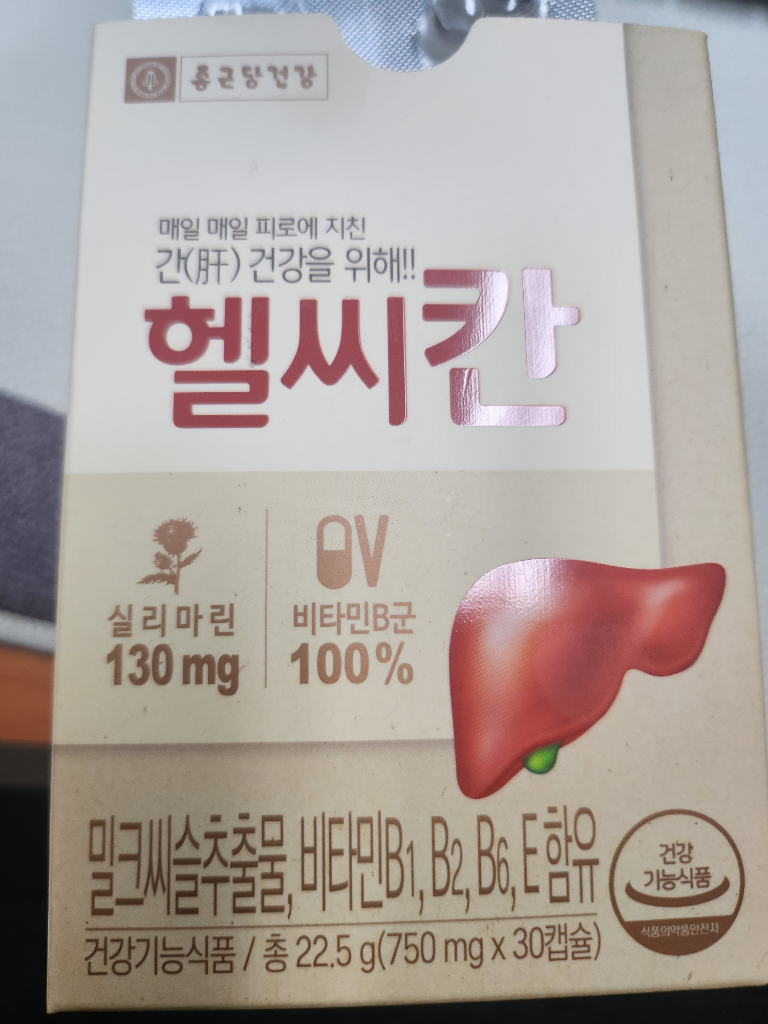 종근당건강
매일 매일 피로에 지친
간(肝) 건강을 위해!!
헬씨칸
실리마린
130 mg
비타민B군
100%
밀크씨슬추출물, 비타민B1, B2, B6, E 함유
건강기능식품 / 총 22.5 g(750 mg x 30캡슐)
건강
기능식품
식품의약품안전처